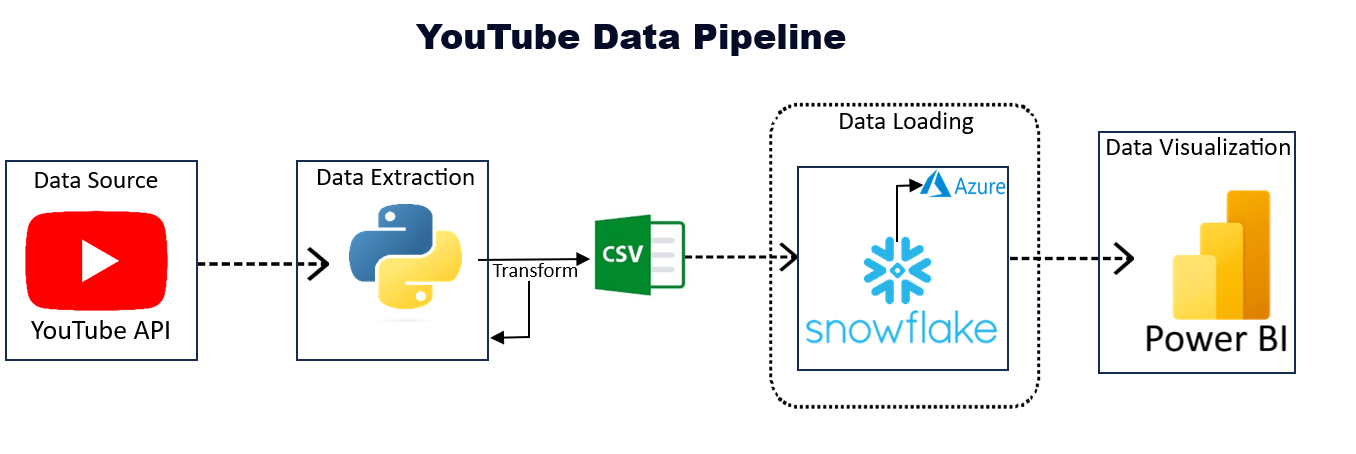 YouTube Data Pipeline
Data Source
YouTube API
Data Extraction
Transform
CSV
Data Loading
Azure
snowflake
Data Visualization
Power BI